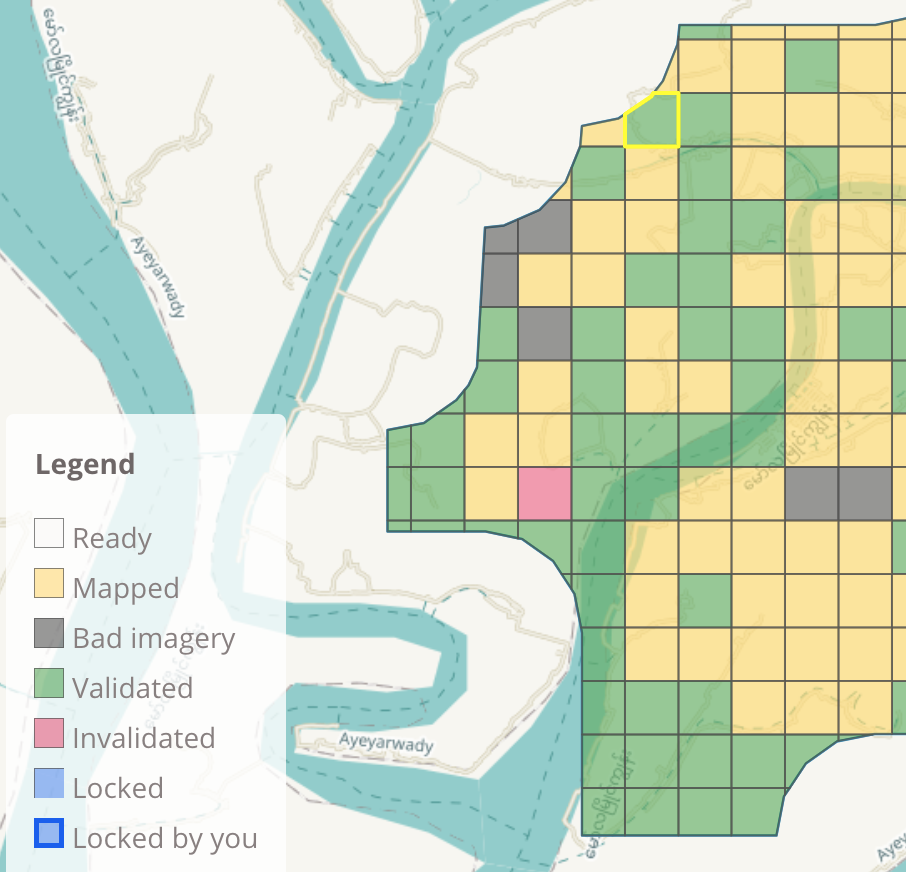 Ayeyarwady
Legend
Ready
Mapped
Bad imagery
Validated
Invalidated
Locked
Locked by you
Ayeyarwady